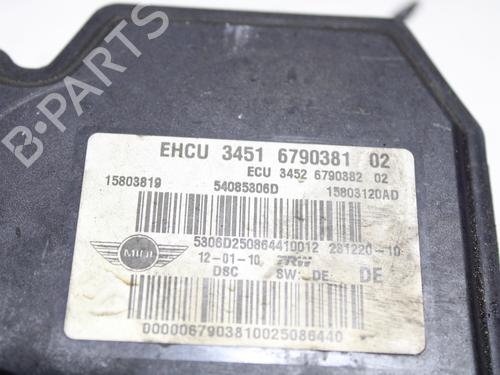 B-PARTS
EHCU 3451 6790381 02
ECU 3452 6790382 02
15803819 54085306D 15803120AD
5306D250864410012 281220-10
MINI
12-01-10 TRW
DSC SW: DE: DE
0000067903810025086440